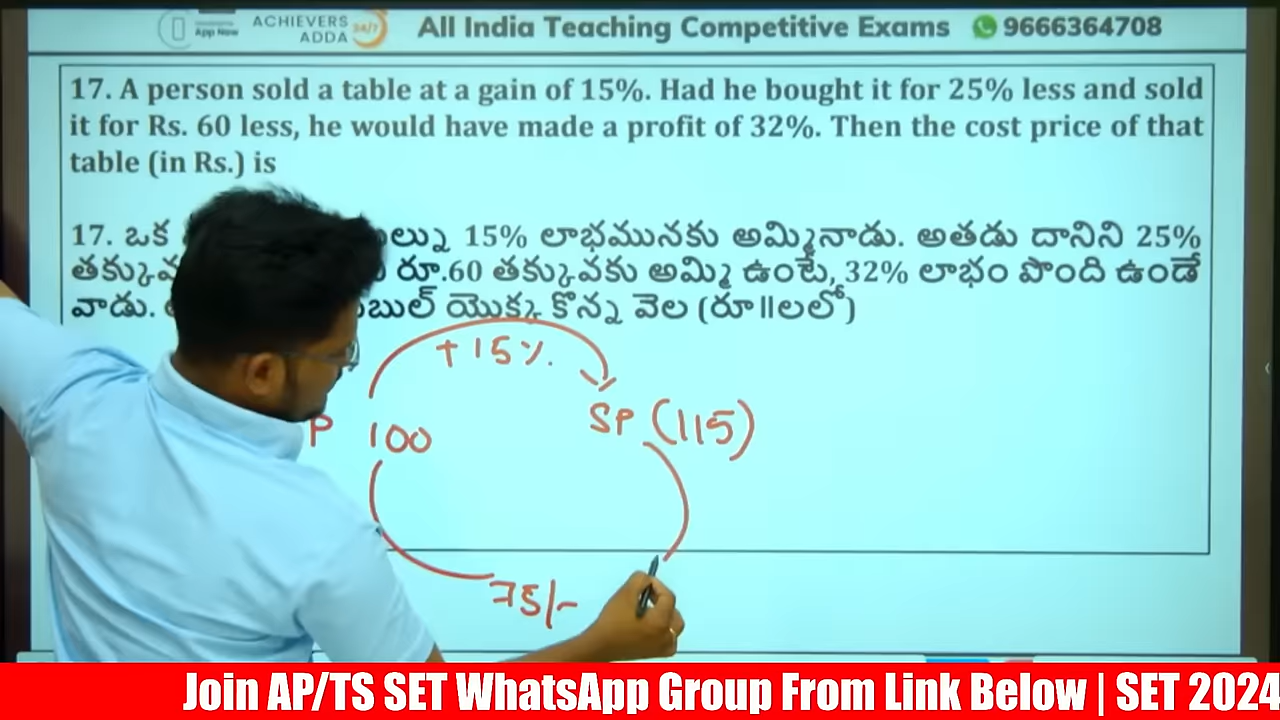 App Now
ACHIEVERS
ADDA 24/7
All India Teaching Competitive Exams 9666364708
17. A person sold a table at a gain of 15%. Had he bought it for 25% less and sold
it for Rs. 60 less, he would have made a profit of 32%. Then the cost price of that
table (in Rs.) is
17. ఒక 15% లాభమునకు అమ్మినాడు. అతడు దానిని 25%
రూ.60 తక్కువకు అమ్మి ఉంటే, 32% లాభం పొంది ఉండే
వాడు. యొక్క కొన్న వెల (రూ॥లలో)
+15%.
P 100
SP (115)
75/-
Join AP/TS SET WhatsApp Group From Link Below | SET 2024